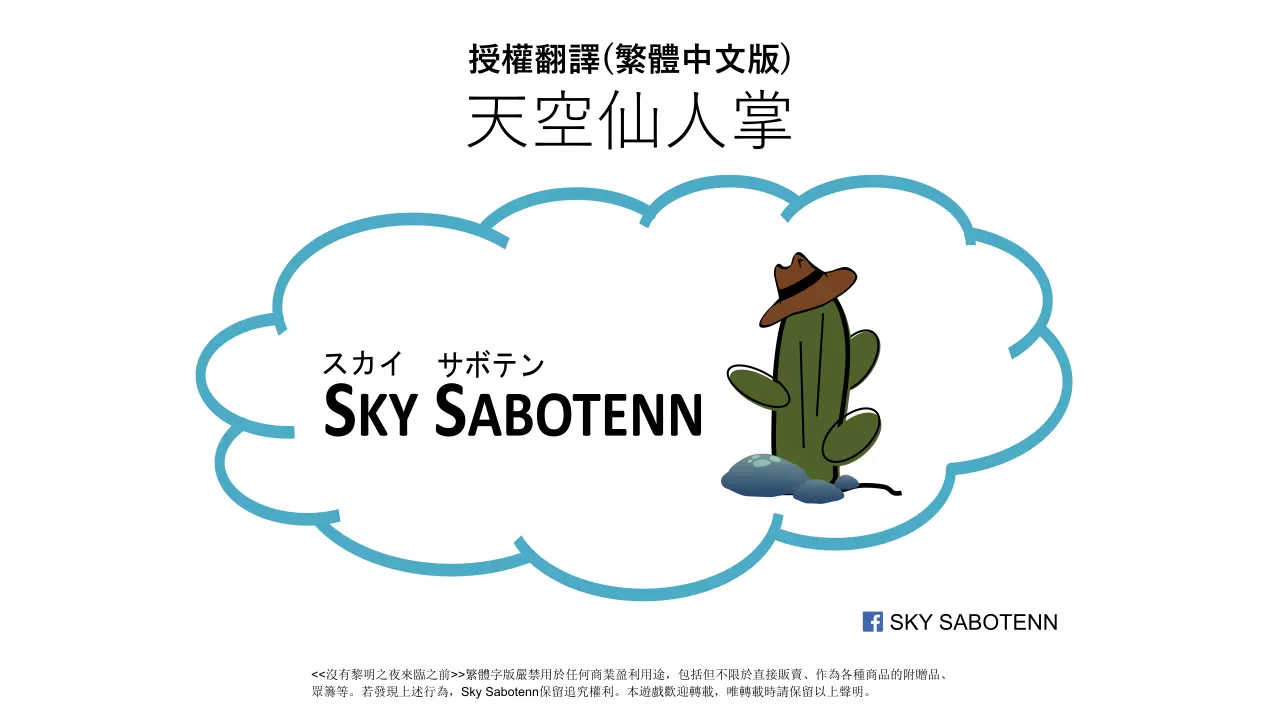 授權翻譯(繁體中文版)
天空仙人掌
スカイ サボテン
SKY SABOTENN
SKY SABOTENN
<<沒有黎明之夜來臨之前>>繁體字版嚴禁用於任何商業盈利用途，包括但不限於直接販賣、作為各種商品的附贈品、
眾籌等。若發現上述行為，Sky Sabotenn保留追究權利。本遊戲歡迎轉載，唯轉載時請保留以上聲明。